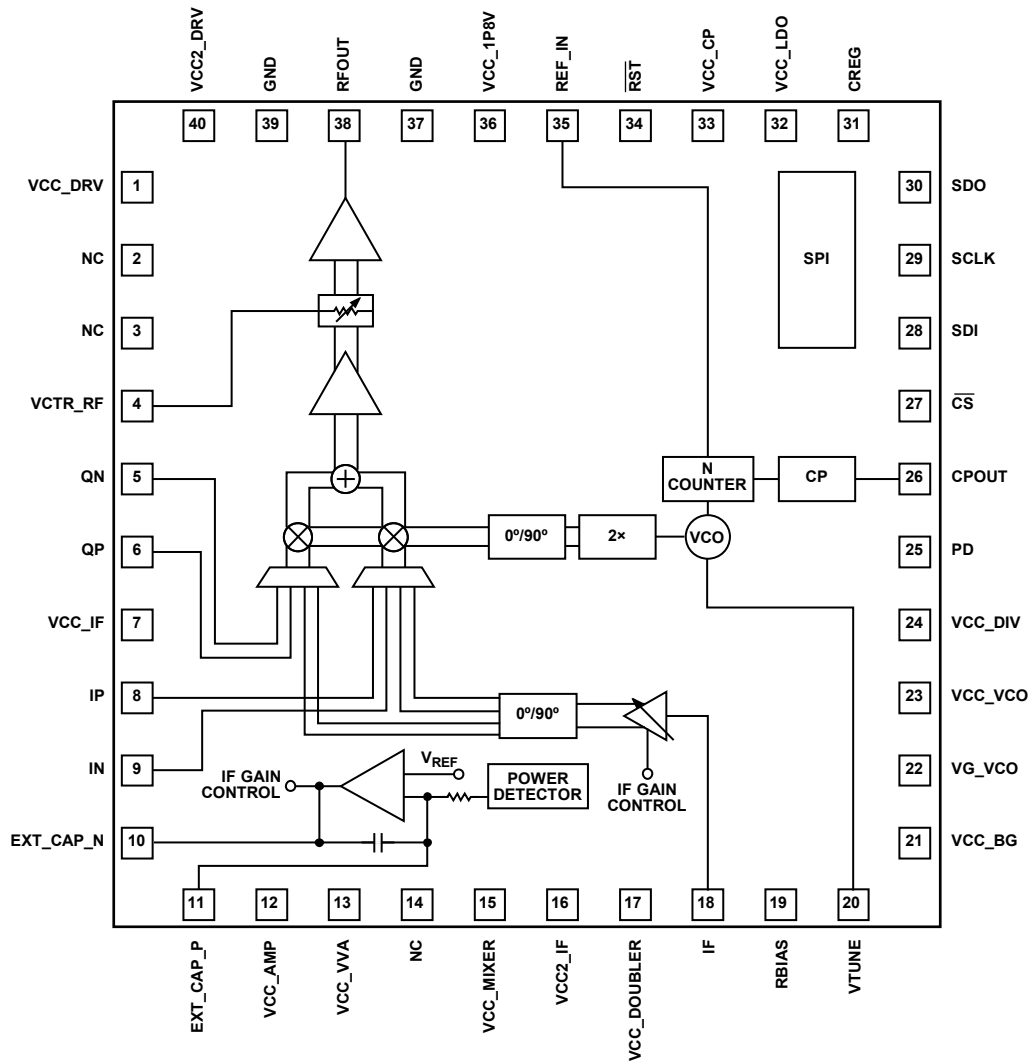 VCC2_DRV
GND
RFOUT
GND
VCC_1P8V
REF_IN
RST
VCC_CP
VCC_LDO
CREG
40
39
38
37
36
35
34
33
32
31
VCC_DRV 1
NC 2
NC 3
VCTR_RF 4
QN 5
QP 6
VCC_IF 7
IP 8
IN 9
EXT_CAP_N 10
30 SDO
29 SCLK
28 SDI
27 CS
26 CPOUT
25 PD
24 VCC_DIV
23 VCC_VCO
22 VG_VCO
21 VCC_BG
SPI
N
COUNTER
CP
VCO
2×
0º/90º
0º/90º
IF GAIN
CONTROL
VREF
POWER
DETECTOR
IF GAIN
CONTROL
11
12
13
14
15
16
17
18
19
20
EXT_CAP_P
VCC_AMP
VCC_VVA
NC
VCC_MIXER
VCC2_IF
VCC_DOUBLER
IF
RBIAS
VTUNE